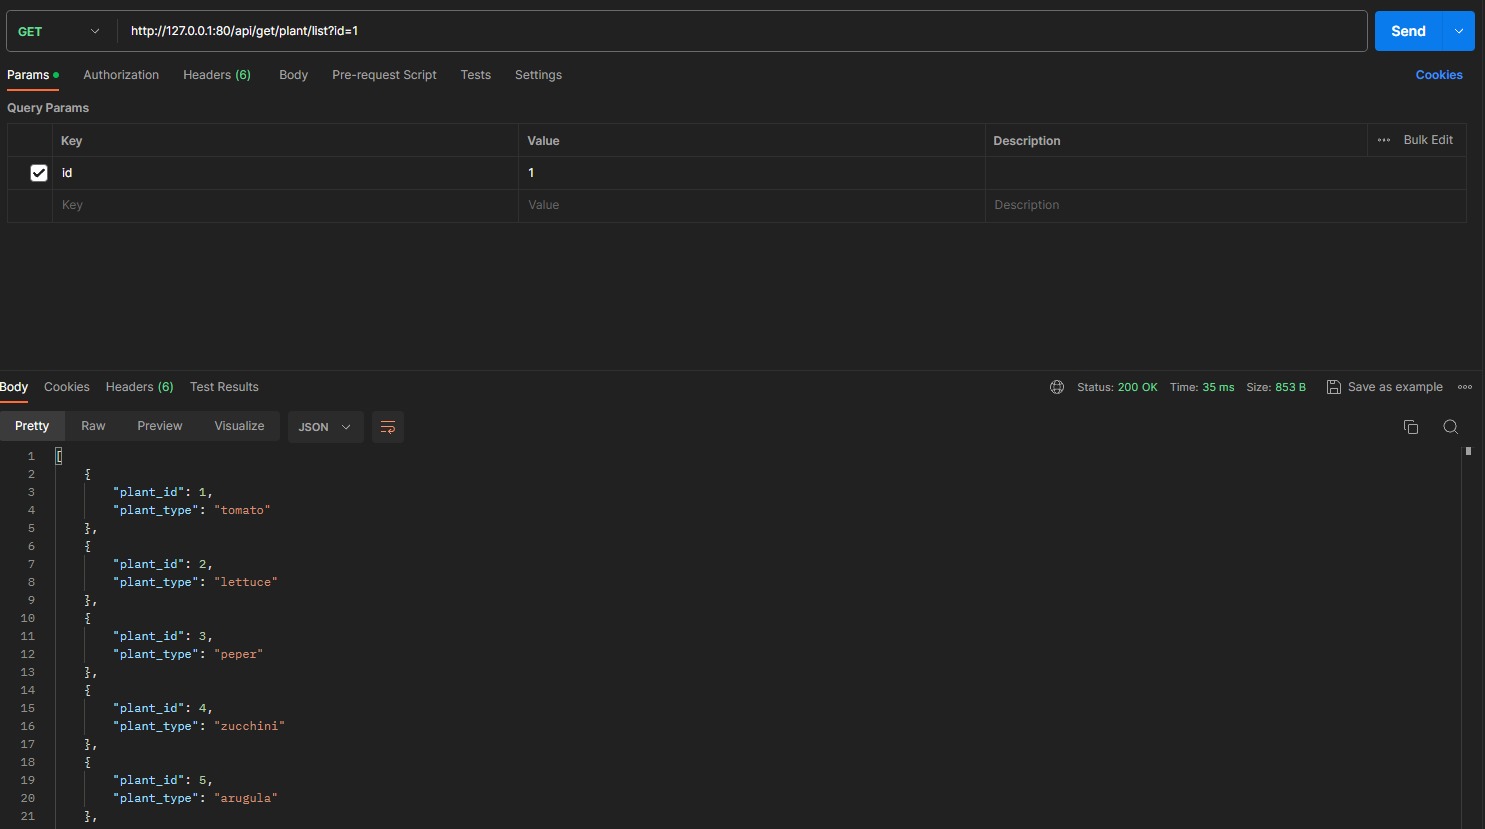 GET http://127.0.0.1:80/api/get/plant/list?id=1 Send
Params Authorization Headers (6) Body Pre-request Script Tests Settings Cookies
Query Params
Key Value Description ••• Bulk Edit
id 1
Key Value Description
Body Cookies Headers (6) Test Results Status: 200 OK Time: 35 ms Size: 853 B Save as example
Pretty Raw Preview Visualize JSON
1 [
2 {
3 "plant_id": 1,
4 "plant_type": "tomato"
5 },
6 {
7 "plant_id": 2,
8 "plant_type": "lettuce"
9 },
10 {
11 "plant_id": 3,
12 "plant_type": "peper"
13 },
14 {
15 "plant_id": 4,
16 "plant_type": "zucchini"
17 },
18 {
19 "plant_id": 5,
20 "plant_type": "arugula"
21 },